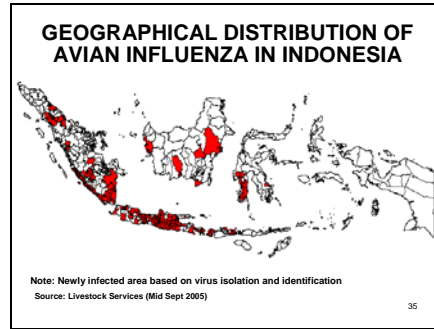 GEOGRAPHICAL DISTRIBUTION OF
AVIAN INFLUENZA IN INDONESIA
Note: Newly infected area based on virus isolation and identification
Source: Livestock Services (Mid Sept 2005)
35